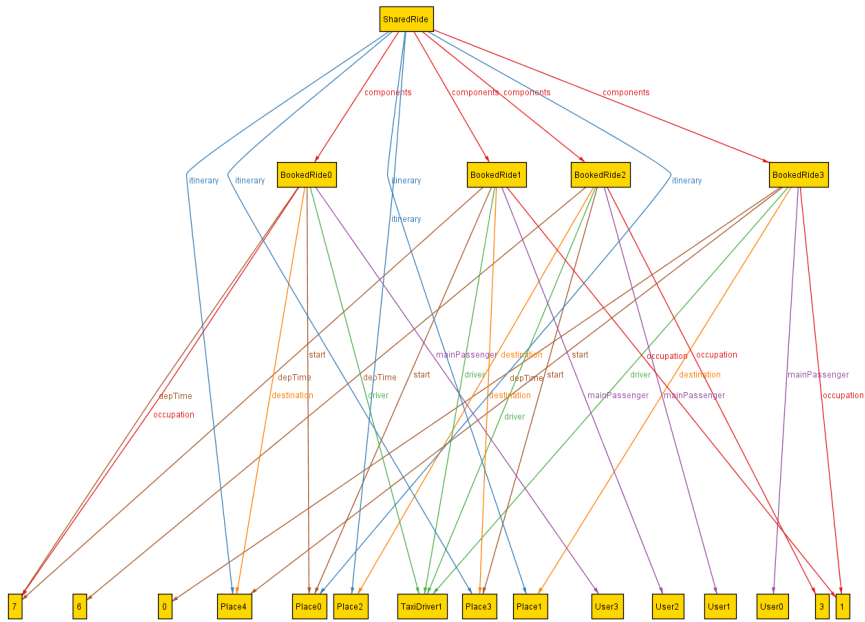 SharedRide
components
components
components
components
itinerary
itinerary
itinerary
itinerary
itinerary
BookedRide0
BookedRide1
BookedRide2
BookedRide3
start
mainPassenger
destination
start
occupation
occupation
depTime
destination
depTime
driver
start
driver
destination
depTime
start
mainPassenger
driver
mainPassenger
destination
driver
mainPassenger
occupation
occupation
7
6
0
Place4
Place0
Place2
TaxiDriver1
Place3
Place1
User3
User2
User1
User0
3
1